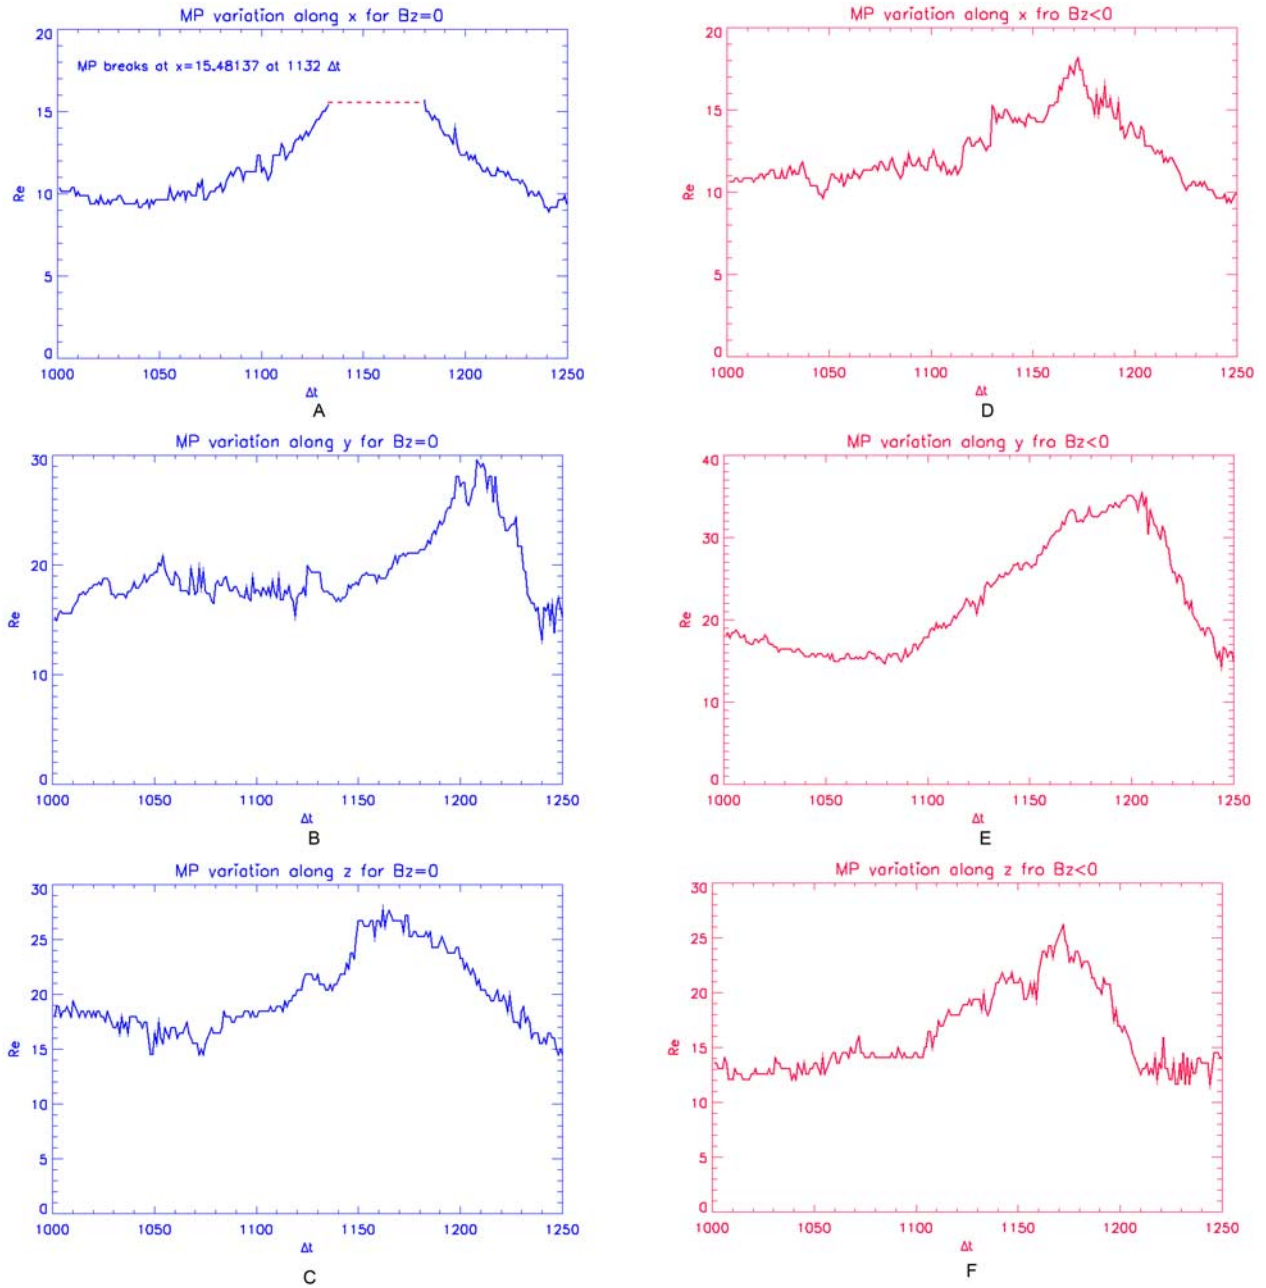 MP variation along x for Bz=0
20
MP breaks at x=15.48137 at 1132 Δt
15
Re
10
5
0
1000 1050 1100 1150 1200 1250
Δt
A
MP variation along x fro Bz<0
20
15
Re
10
5
0
1000 1050 1100 1150 1200 1250
Δt
D
MP variation along y for Bz=0
30
20
Re
10
0
1000 1050 1100 1150 1200 1250
Δt
B
MP variation along y fro Bz<0
40
30
Re
20
10
0
1000 1050 1100 1150 1200 1250
Δt
E
MP variation along z for Bz=0
30
25
20
Re
15
10
5
0
1000 1050 1100 1150 1200 1250
Δt
C
MP variation along z fro Bz<0
30
25
20
Re
15
10
5
0
1000 1050 1100 1150 1200 1250
Δt
F